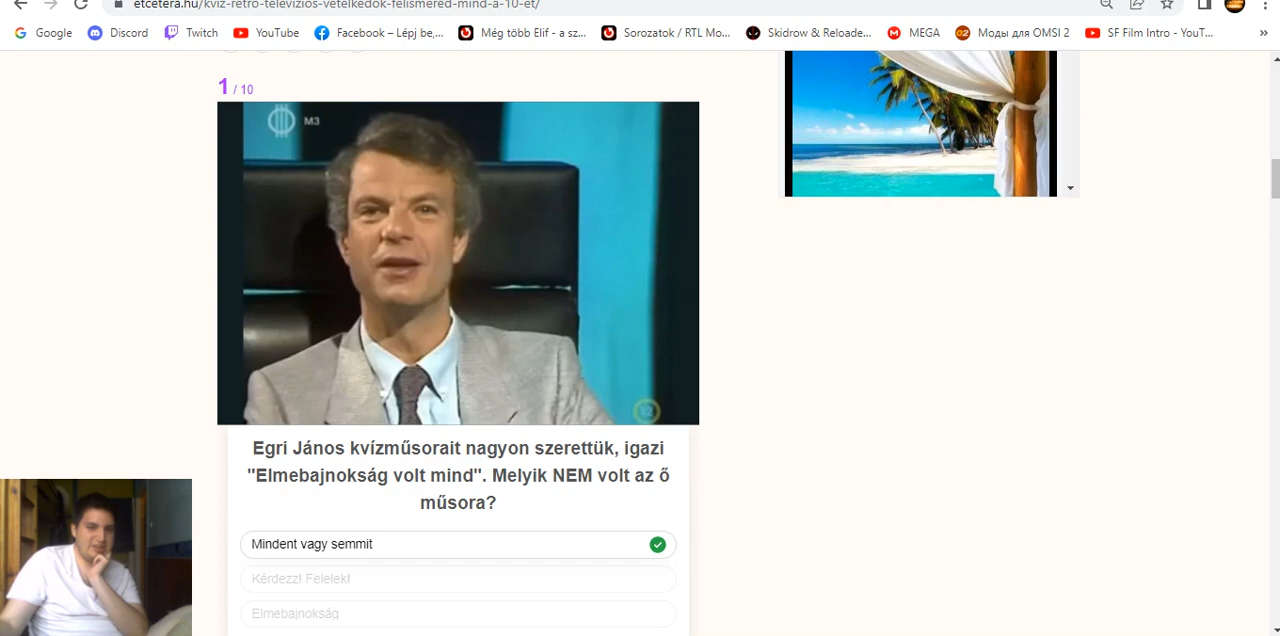 etcetera.hu/kviz-retro-televizios-vetelkedok-felismered-mind-a-10-et/
Google Discord Twitch YouTube Facebook – Lépj be,... Még több Elif - a sz... Sorozatok / RTL Mo... Skidrow & Reloade... MEGA Моды для OMSI 2 SF Film Intro - YouT... »
1 / 10
M3
12
Egri János kvízműsorait nagyon szerettük, igazi
"Elmebajnokság volt mind". Melyik NEM volt az ő
műsora?
Mindent vagy semmit
Kérdezz! Felelek!
Elmebajnokság